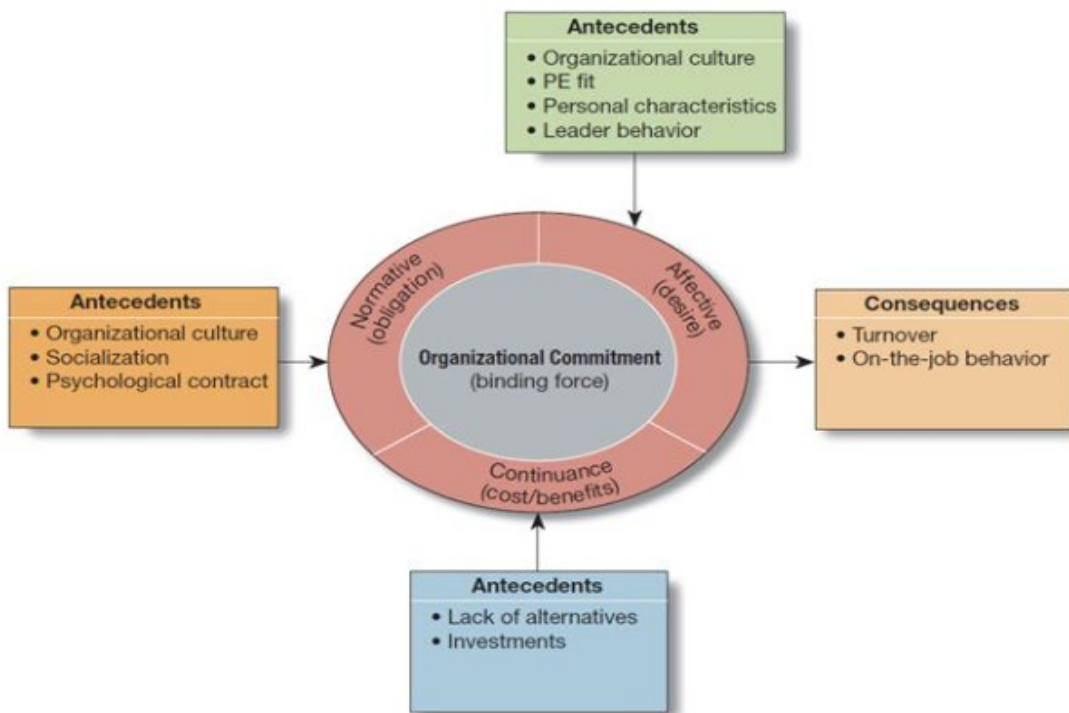 Antecedents
• Organizational culture
• PE fit
• Personal characteristics
• Leader behavior
Antecedents
• Organizational culture
• Socialization
• Psychological contract
Normative
(obligation)
Affective
(desire)
Organizational Commitment
(binding force)
Continuance
(cost/benefits)
Consequences
• Turnover
• On-the-job behavior
Antecedents
• Lack of alternatives
• Investments